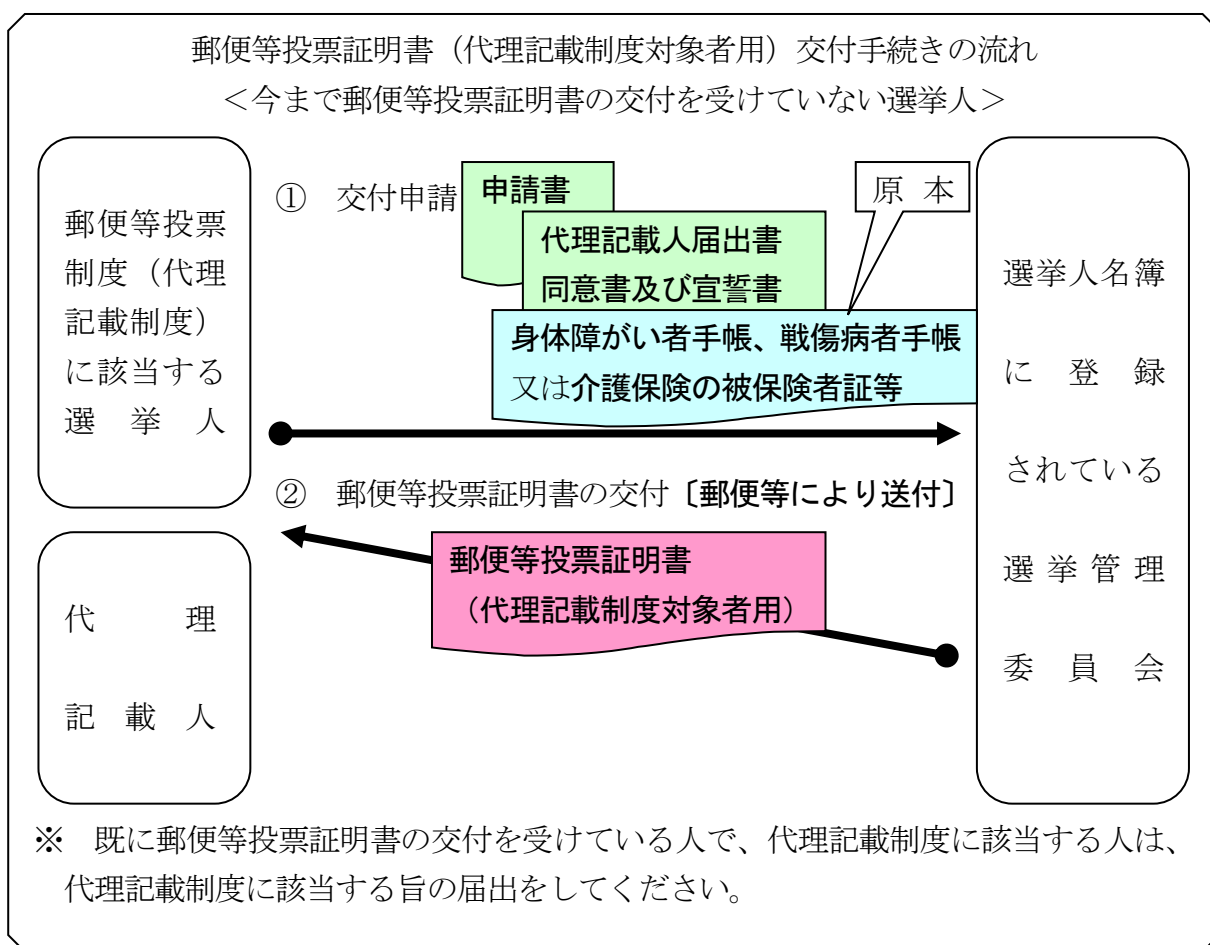 郵便等投票証明書（代理記載制度対象者用）交付手続きの流れ
＜今まで郵便等投票証明書の交付を受けていない選挙人＞
郵便等投票
制度（代理
記載制度）
に該当する
選挙人
① 交付申請
申請書
代理記載人届出書
同意書及び宣誓書
原本
身体障がい者手帳、戦傷病者手帳
又は介護保険の被保険者証等
② 郵便等投票証明書の交付〔郵便等により送付〕
郵便等投票証明書
（代理記載制度対象者用）
代理
記載人
選挙人名簿
に登録
されている
選挙管理
委員会
※ 既に郵便等投票証明書の交付を受けている人で、代理記載制度に該当する人は、
代理記載制度に該当する旨の届出をしてください。